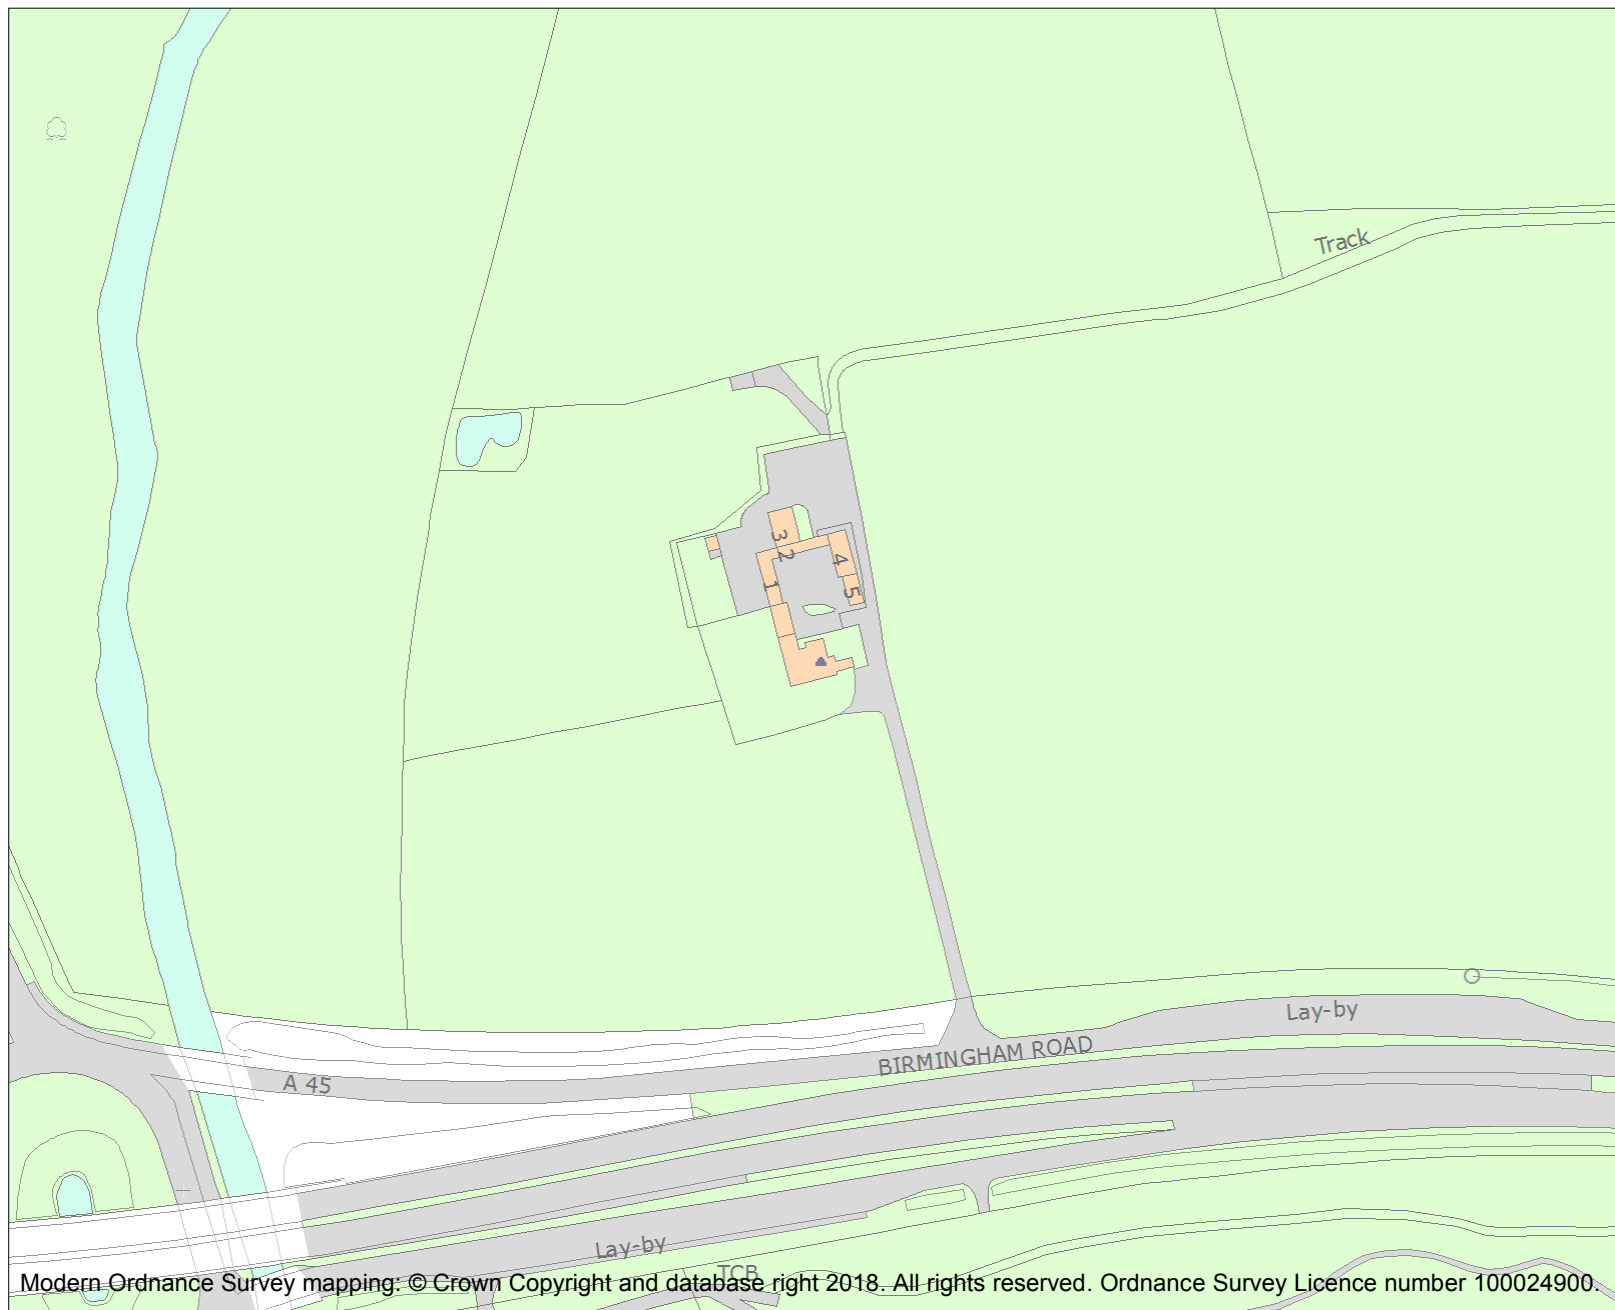 Track
3
2
4
1
5
Lay-by
BIRMINGHAM ROAD
A 45
Lay-by
TCB
Modern Ordnance Survey mapping: © Crown Copyright and database right 2018. All rights reserved. Ordnance Survey Licence number 100024900.